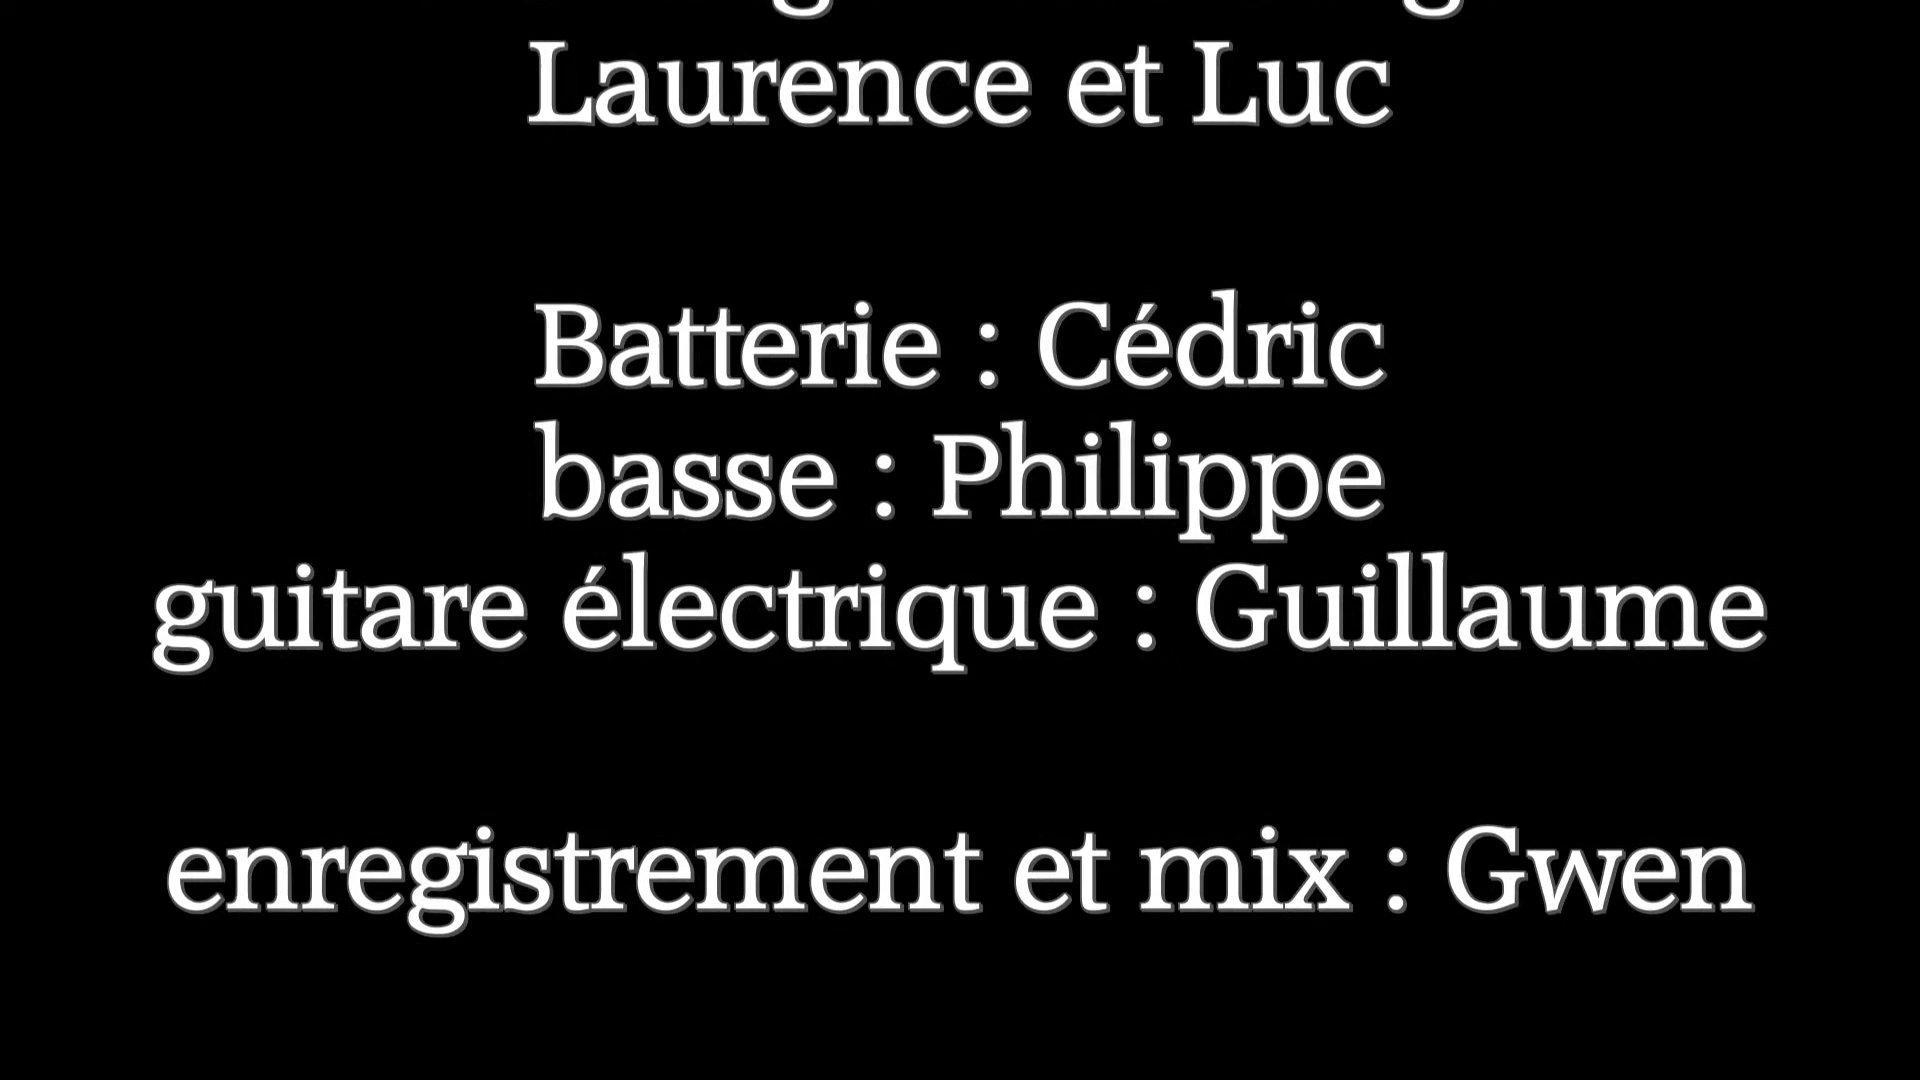 Laurence et Luc
Batterie : Cédric
basse : Philippe
guitare électrique : Guillaume
enregistrement et mix : Gwen